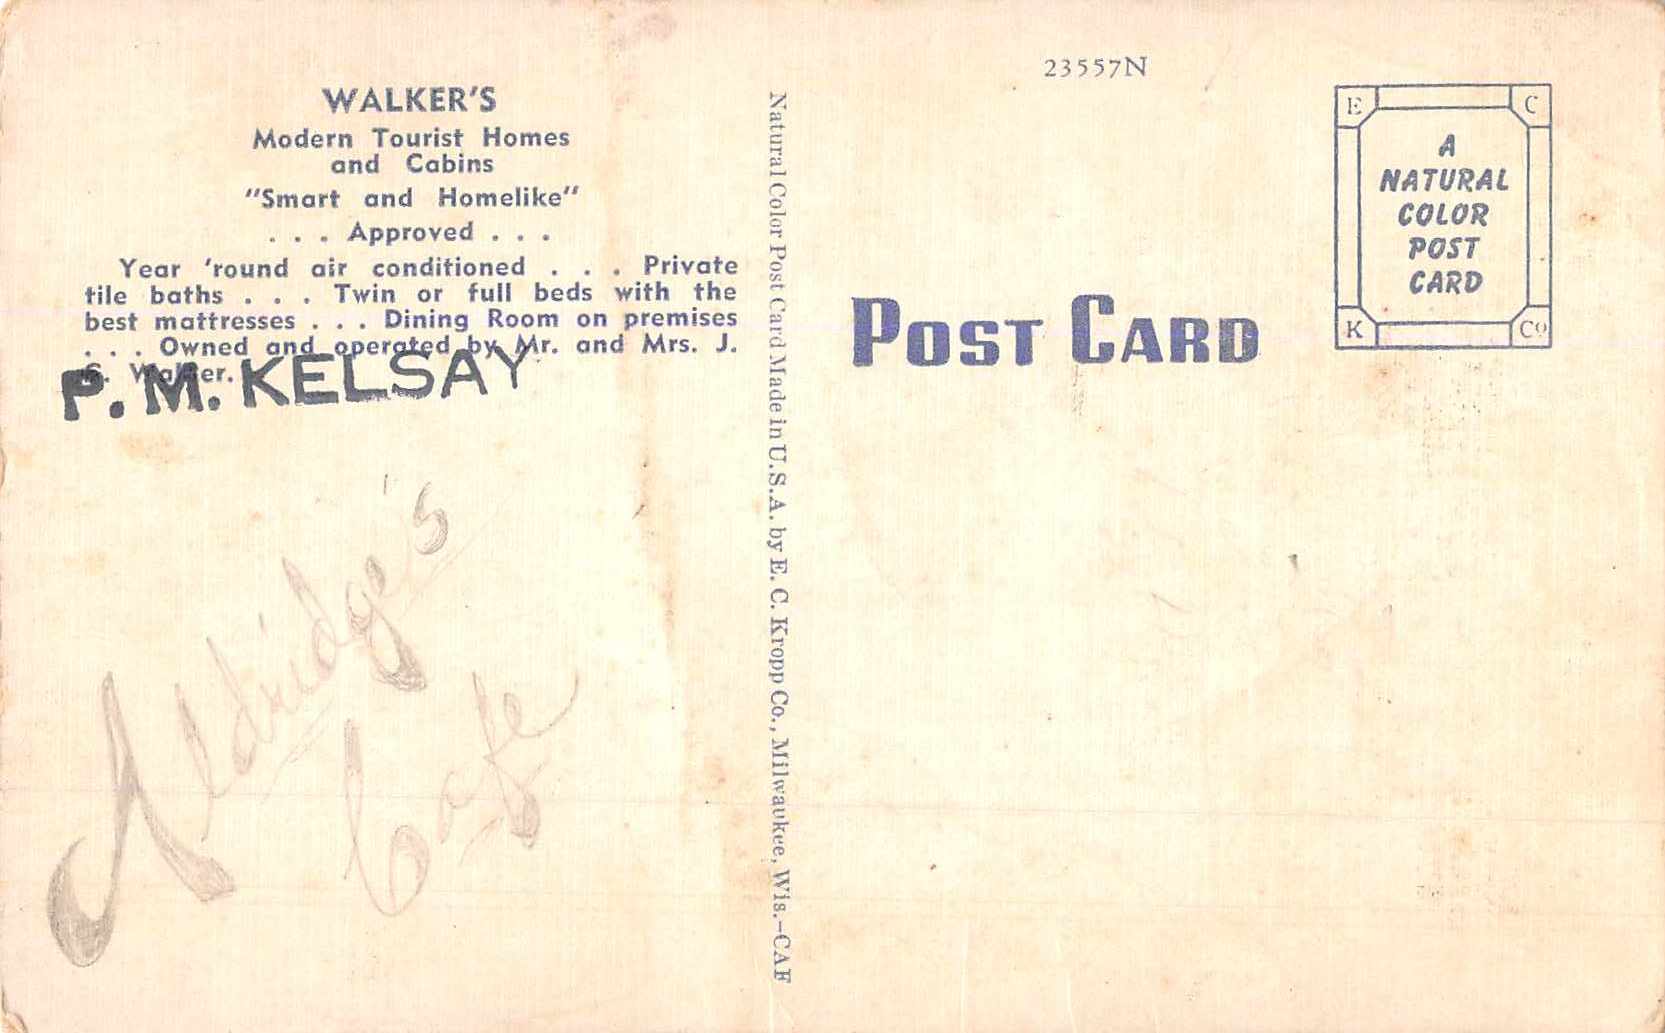 WALKER'S
Modern Tourist Homes
and Cabins
"Smart and Homelike"
. . . Approved . . .
Year 'round air conditioned . . . Private
tile baths . . . Twin or full beds with the
best mattresses . . . Dining Room on premises
. . . Owned and operated by Mr. and Mrs. J.
Walker.
P. M. KELSAY
Aldridge's
Cafe
Natural Color Post Card Made in U.S.A. by E. C. Kropp Co., Milwaukee, Wis.-CAF
23557N
POST CARD
E C
A
NATURAL
COLOR
POST
CARD
K Co